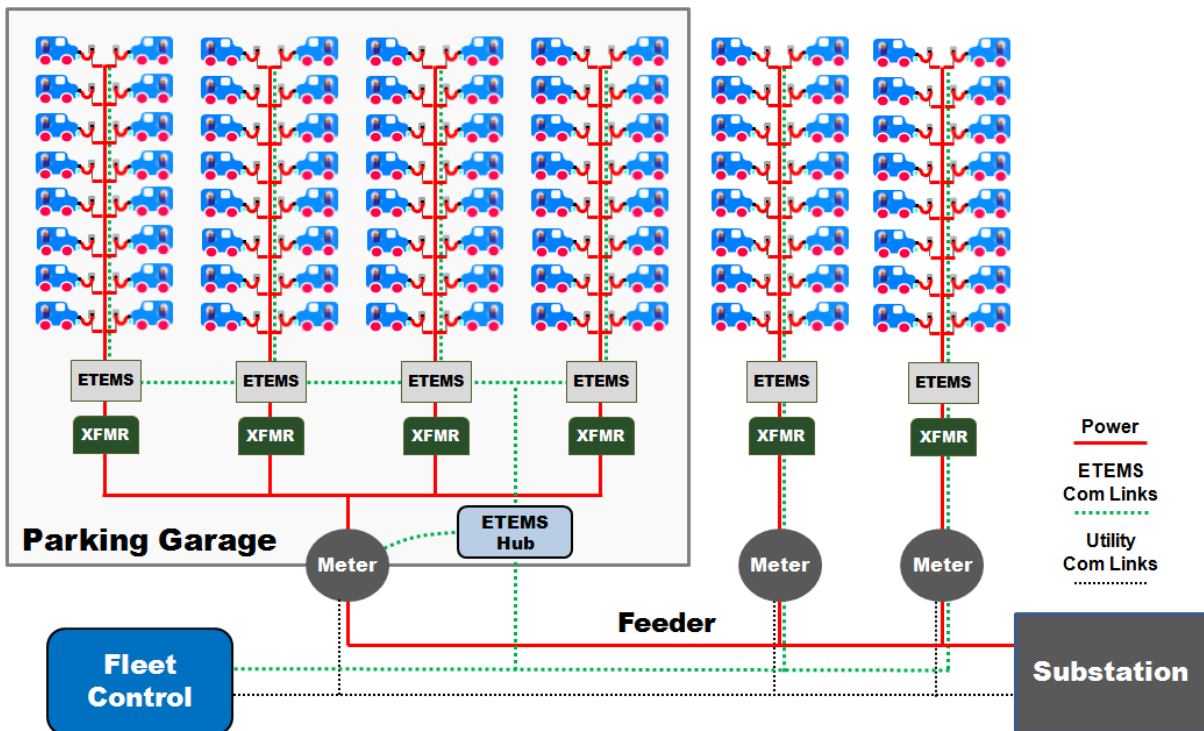 ETEMS
ETEMS
ETEMS
ETEMS
ETEMS
ETEMS
XFMR
XFMR
XFMR
XFMR
XFMR
XFMR
Power
ETEMS
Com Links
Utility
Com Links
Parking Garage
ETEMS
Hub
Meter
Meter
Meter
Feeder
Fleet
Control
Substation